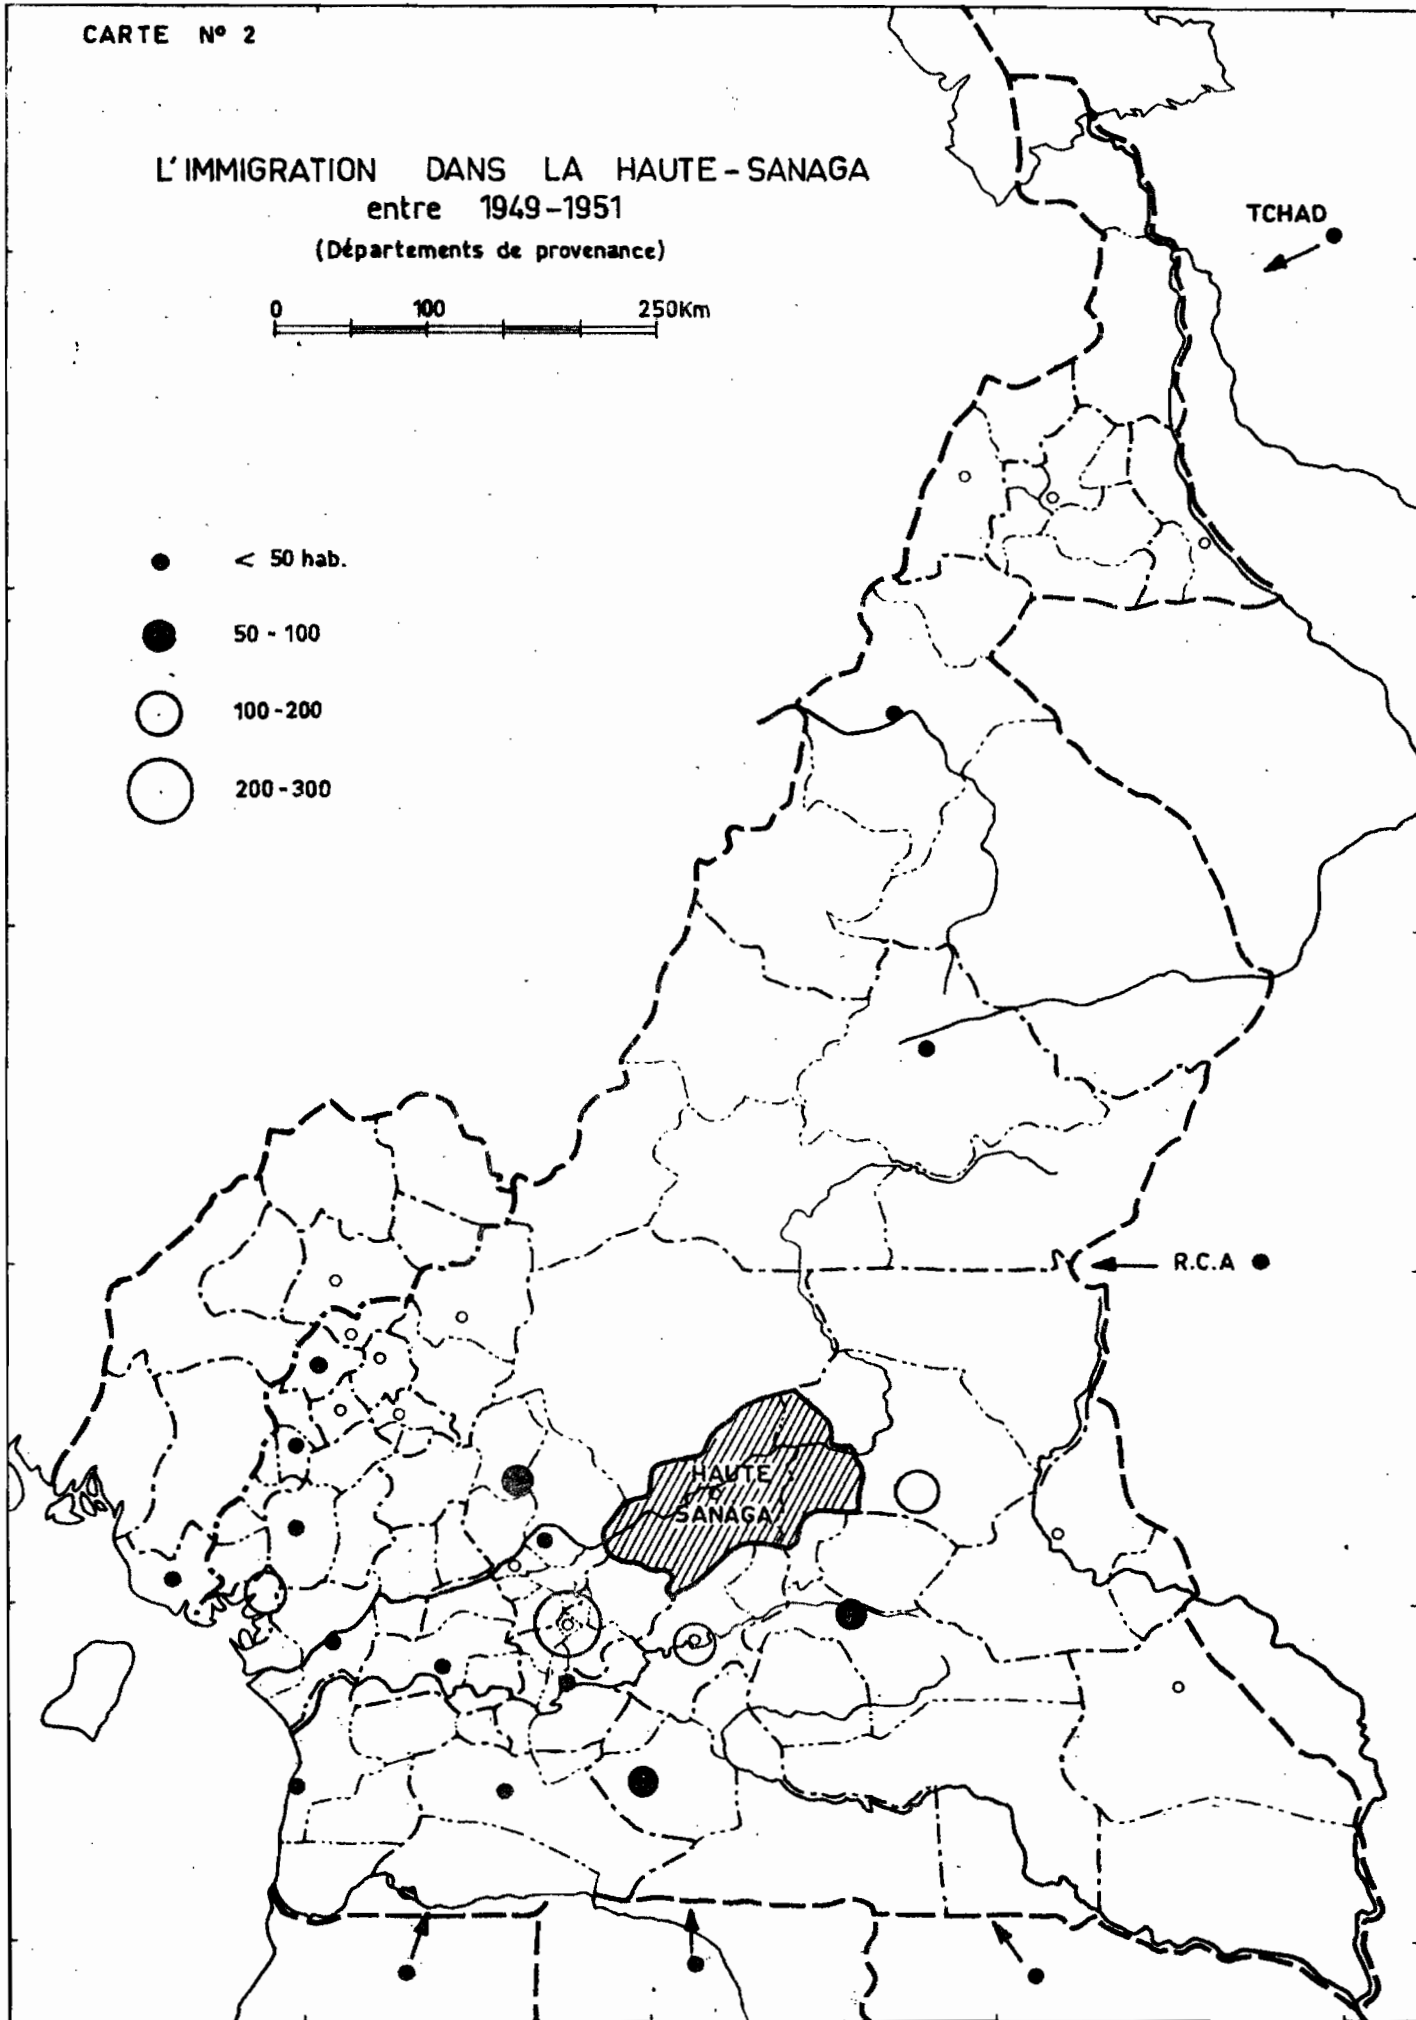 CARTE N° 2
L'IMMIGRATION DANS LA HAUTE-SANAGA
entre 1949-1951
(Départements de provenance)
0 100 250Km
TCHAD
< 50 hab.
50 - 100
100-200
200-300
R.C.A
HAUTE
SANAGA